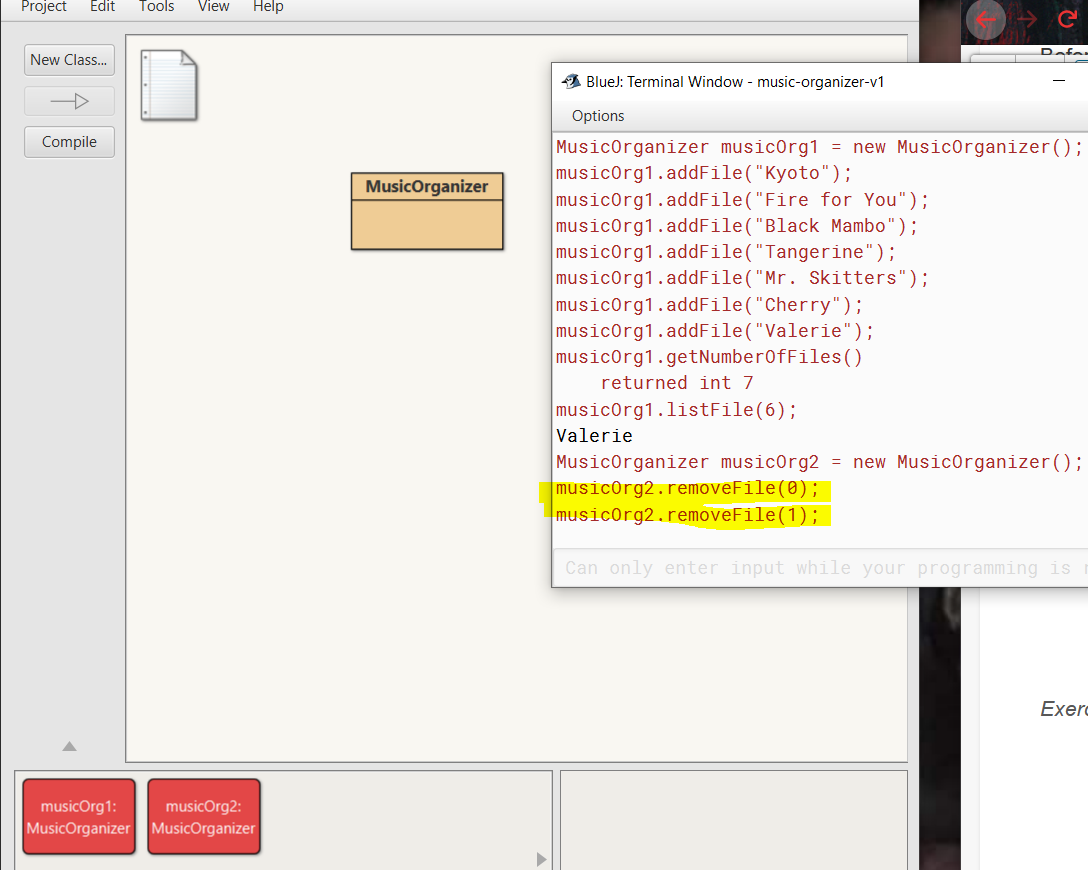 Project Edit Tools View Help
New Class...
Compile
MusicOrganizer
BlueJ: Terminal Window - music-organizer-v1
Options
MusicOrganizer musicOrg1 = new MusicOrganizer();
musicOrg1.addFile("Kyoto");
musicOrg1.addFile("Fire for You");
musicOrg1.addFile("Black Mambo");
musicOrg1.addFile("Tangerine");
musicOrg1.addFile("Mr. Skitters");
musicOrg1.addFile("Cherry");
musicOrg1.addFile("Valerie");
musicOrg1.getNumberOfFiles()
returned int 7
musicOrg1.listFile(6);
Valerie
MusicOrganizer musicOrg2 = new MusicOrganizer();
musicOrg2.removeFile(0);
musicOrg2.removeFile(1);
Can only enter input while your programming is
musicOrg1:
MusicOrganizer
musicOrg2:
MusicOrganizer